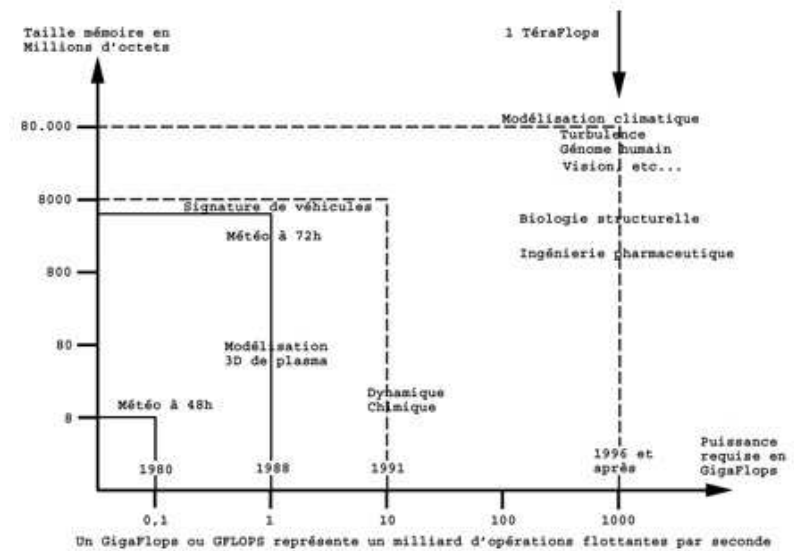 Taille mémoire en
Millions d'octets
1 TéraFlops
80.000
Modélisation climatique
Turbulence
Génome humain
Vision, etc...
8000
Signature de véhicules
Biologie structurelle
Météo à 72h
Ingénierie pharmaceutique
800
80
Modélisation
3D de plasma
Dynamique
Chimique
Météo à 48h
8
Puissance
requise en
GigaFlops
1980
1988
1991
1996 et
après
0,1
1
10
100
1000
Un GigaFlops ou GFLOPS représente un milliard d'opérations flottantes par seconde